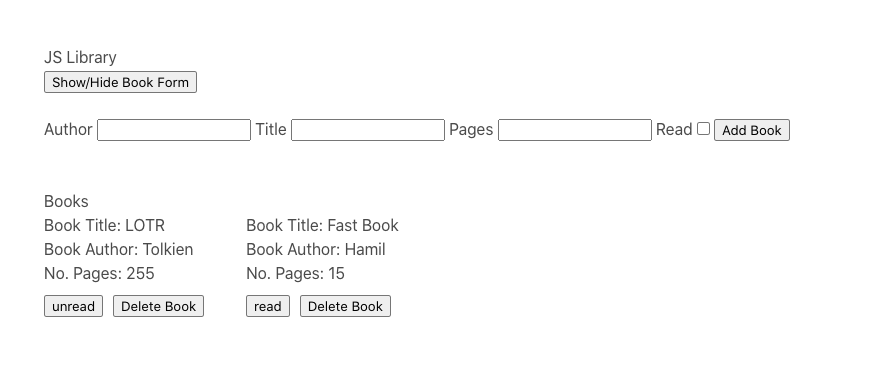 JS Library
Show/Hide Book Form
Author Title Pages Read Add Book
Books
Book Title: LOTR
Book Author: Tolkien
No. Pages: 255
unread Delete Book
Book Title: Fast Book
Book Author: Hamil
No. Pages: 15
read Delete Book